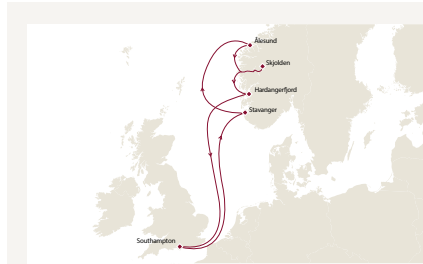 Ålesund
Skjolden
Hardangerfjord
Stavanger
Southampton